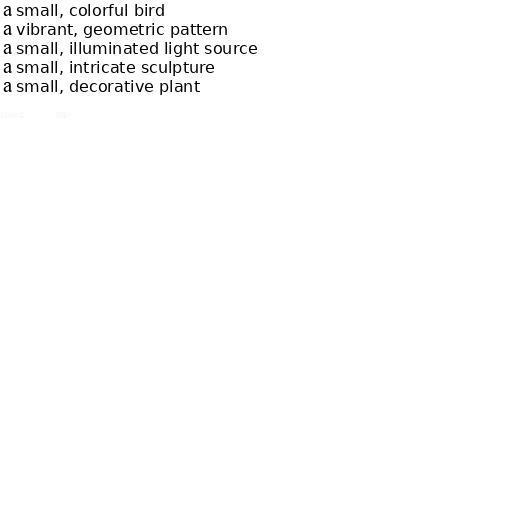 a small, colorful bird
a vibrant, geometric pattern
a small, illuminated light source
a small, intricate sculpture
a small, decorative plant